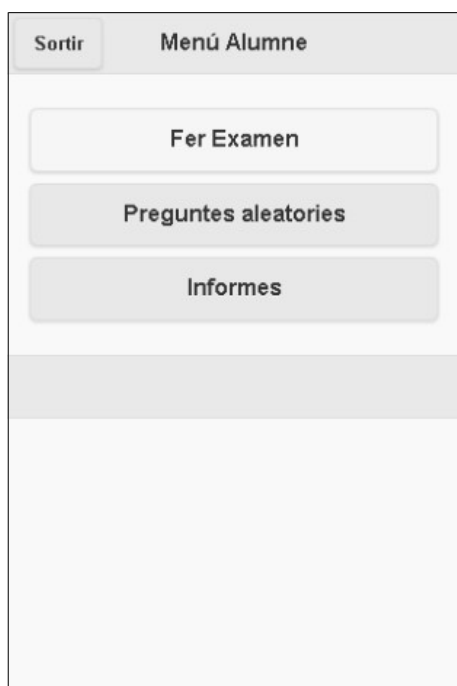 Sortir
Menú Alumne
Fer Examen
Preguntes aleatories
Informes